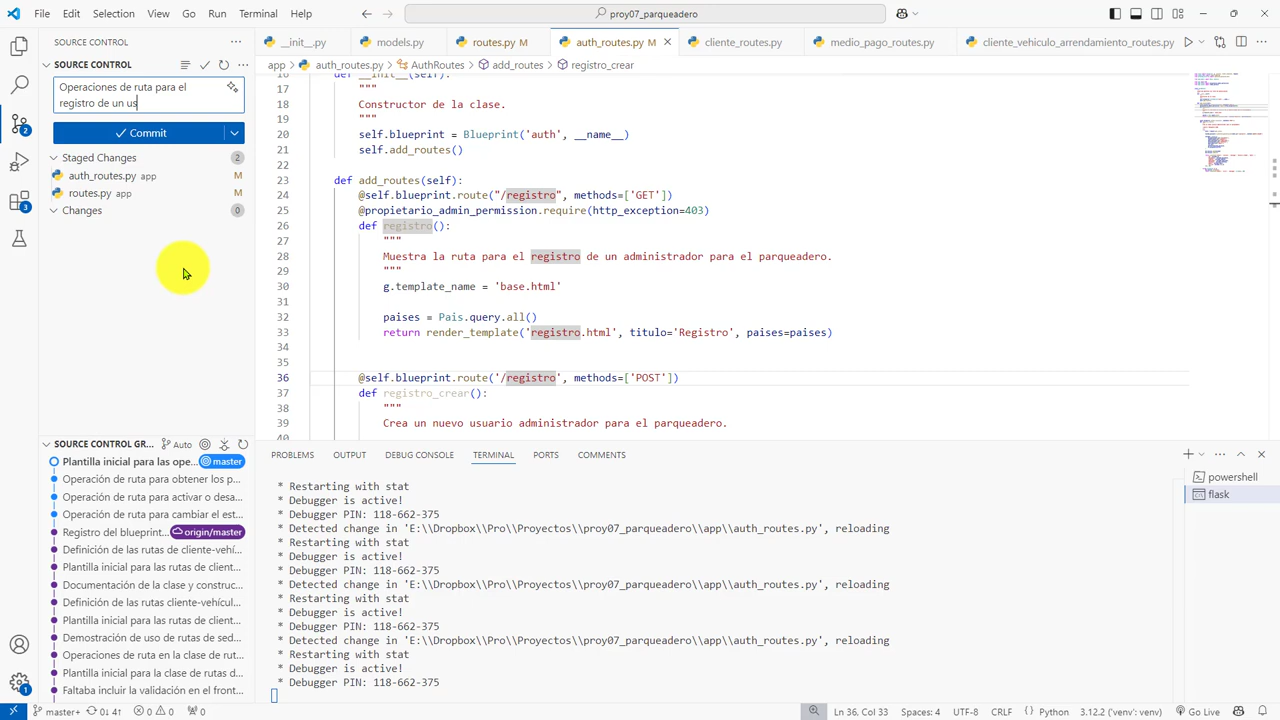 File Edit Selection View Go Run Terminal Help
proy07_parqueadero
SOURCE CONTROL
SOURCE CONTROL
Operaciones de ruta para el
registro de un us
Commit
Staged Changes 2
auth_routes.py app
routes.py app M
Changes 0
2
3
1
SOURCE CONTROL GR... Auto
Plantilla inicial para las ope... master
Operación de ruta para obtener los p...
Operación de ruta para activar o desa...
Operación de ruta para cambiar el est...
Registro del blueprint... origin/master
Definición de las rutas de cliente-vehí...
Plantilla inicial para las rutas de client...
Documentación de la clase y construc...
Definición de las rutas cliente-vehícul...
Plantilla inicial para las rutas de client...
Demostración de uso de rutas de sed...
Operaciones de ruta en la clase de rut...
Plantilla inicial para la clase de rutas d...
Faltaba incluir la validación en el front...
__init__.py models.py routes.py M auth_routes.py M cliente_routes.py medio_pago_routes.py cliente_vehiculo_arrendamiento_routes.py
app > auth_routes.py > AuthRoutes > add_routes > registro_crear
16 def __init__(self):
17 """
18 Constructor de la clase.
19 """
20 self.blueprint = Blueprint('auth', __name__)
21 self.add_routes()
22
23 def add_routes(self):
24 @self.blueprint.route("/registro", methods=['GET'])
25 @propietario_admin_permission.require(http_exception=403)
26 def registro():
27 """
28 Muestra la ruta para el registro de un administrador para el parqueadero.
29 """
30 g.template_name = 'base.html'
31
32 paises = Pais.query.all()
33 return render_template('registro.html', titulo='Registro', paises=paises)
34
35
36 @self.blueprint.route('/registro', methods=['POST'])
37 def registro_crear():
38 """
39 Crea un nuevo usuario administrador para el parqueadero.
40 """
PROBLEMS OUTPUT DEBUG CONSOLE TERMINAL PORTS COMMENTS
powershell
flask
* Restarting with stat
* Debugger is active!
* Debugger PIN: 118-662-375
* Detected change in 'E:\\Dropbox\\Pro\\Proyectos\\proy07_parqueadero\\app\\auth_routes.py', reloading
* Restarting with stat
* Debugger is active!
* Debugger PIN: 118-662-375
* Detected change in 'E:\\Dropbox\\Pro\\Proyectos\\proy07_parqueadero\\app\\auth_routes.py', reloading
* Restarting with stat
* Debugger is active!
* Debugger PIN: 118-662-375
* Detected change in 'E:\\Dropbox\\Pro\\Proyectos\\proy07_parqueadero\\app\\auth_routes.py', reloading
* Restarting with stat
* Debugger is active!
* Debugger PIN: 118-662-375
master+ 0↓ 4↑ 0 0 0 Ln 36, Col 33 Spaces: 4 UTF-8 CRLF Python 3.12.2 ('venv': venv) Go Live